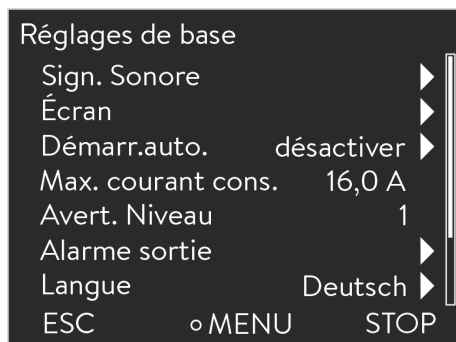 Réglages de base
Sign. Sonore
Écran
Démarr.auto. désactiver
Max. courant cons. 16,0 A
Avert. Niveau 1
Alarme sortie
Langue Deutsch
ESC MENU STOP